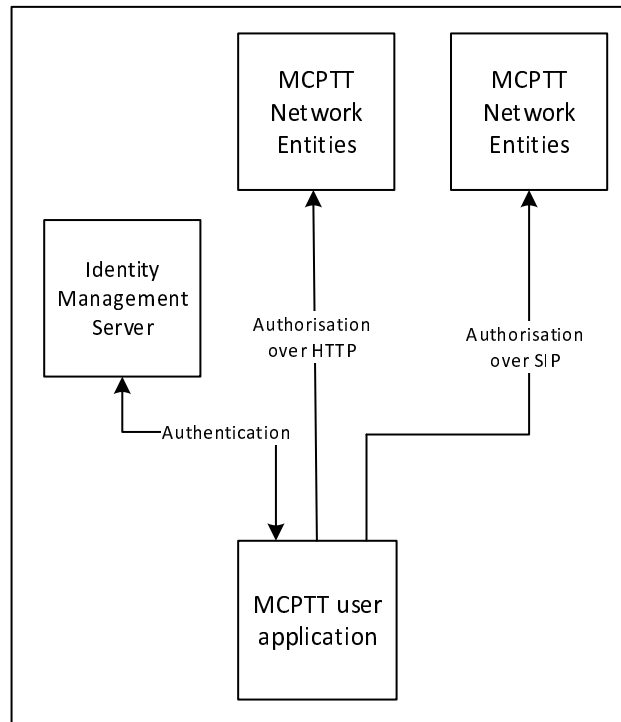 MCPTT
Network
Entities
MCPTT
Network
Entities
Identity
Management
Server
Authorisation
over HTTP
Authorisation
over SIP
Authentication
MCPTT user
application